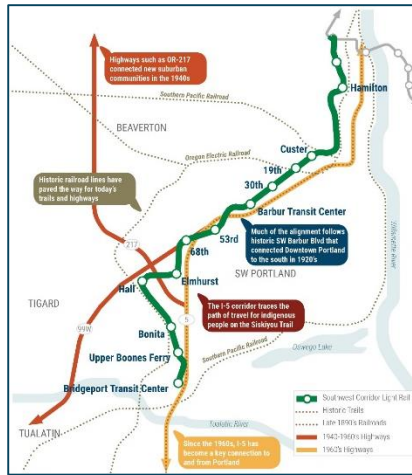 Highways such as OR-217
connected new suburban
communities in the 1940s
Southern Pacific Railroad
Hamilton
BEAVERTON
Oregon Electric Railroad
Custer
19th
30th
Historic railroad lines have
paved the way for today's
trails and highways
Barbur Transit Center
Willamette River
53rd
Much of the alignment follows
historic SW Barbur Blvd that
connected Downtown Portland
to the south in 1920's
217
68th
SW PORTLAND
Elmhurst
Hall
TIGARD
The I-5 corridor traces the
path of travel for indigenous
people on the Siskiyou Trail
5
99W
Bonita
Southern Pacific Railroad
Oswego Lake
Upper Boones Ferry
Bridgeport Transit Center
Tualatin River
TUALATIN
Since the 1960s, I-5 has
become a key connection to
and from Portland
Southwest Corridor Light Rail
Historic Trails
Late 1890's Railroads
1940-1960's Highways
1960's Highways